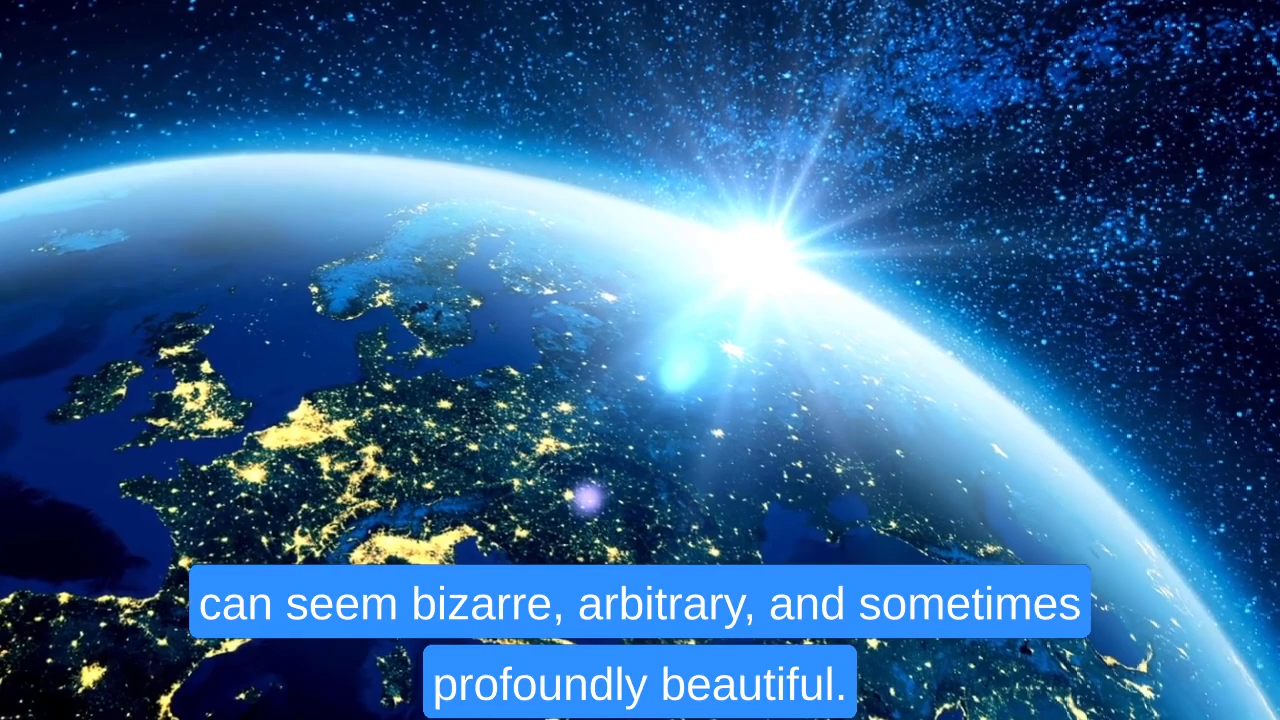 can seem bizarre, arbitrary, and sometimes
profoundly beautiful.